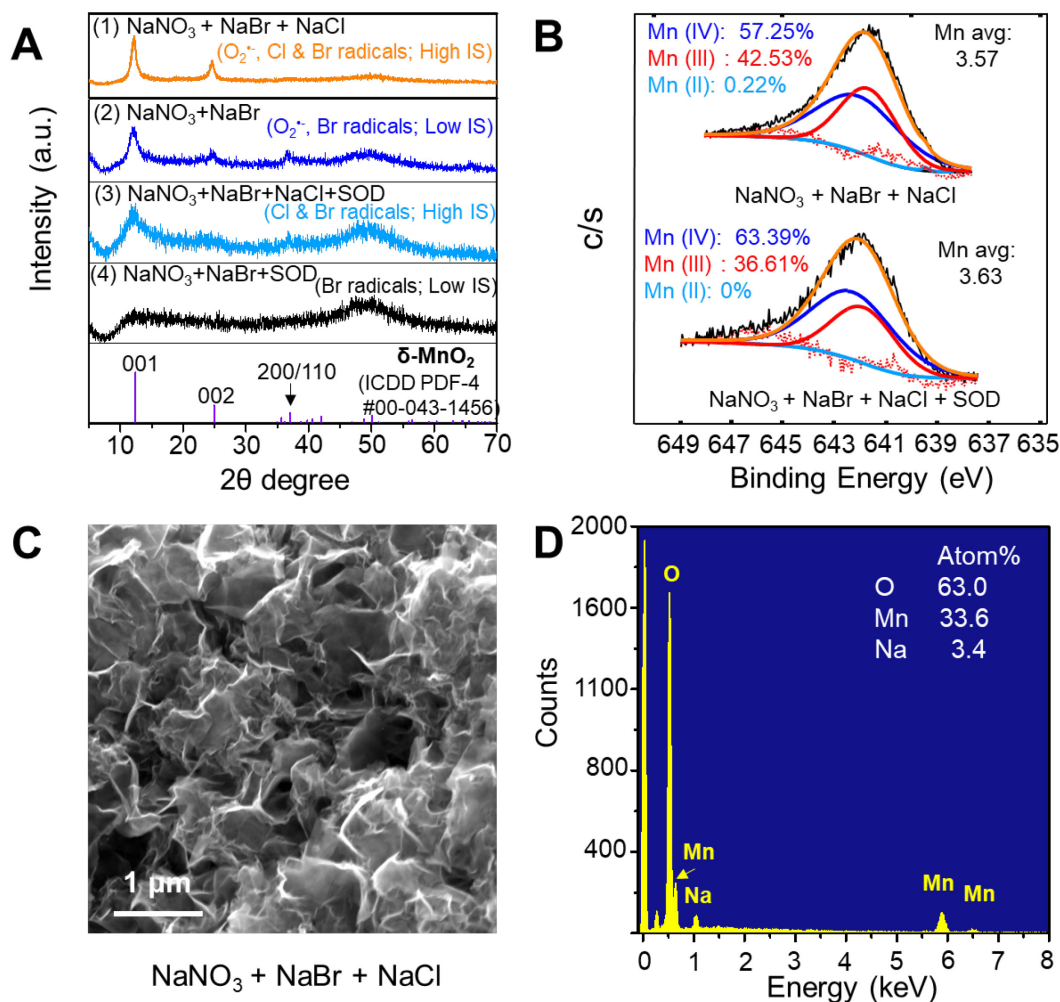 A
(1) NaNO₃ + NaBr + NaCl
(O₂•-, Cl & Br radicals; High IS)
(2) NaNO₃+NaBr
(O₂•-, Br radicals; Low IS)
(3) NaNO₃+NaBr+NaCl+SOD
(Cl & Br radicals; High IS)
(4) NaNO₃+NaBr+SOD
(Br radicals; Low IS)
δ-MnO₂
(ICDD PDF-4
#00-043-1456)
001
002
200/110
10 20 30 40 50 60 70
2θ degree
Intensity (a.u.)
B
Mn (IV): 57.25%
Mn (III) : 42.53%
Mn (II): 0.22%
Mn avg:
3.57
NaNO₃ + NaBr + NaCl
Mn (IV): 63.39%
Mn (III) : 36.61%
Mn (II): 0%
Mn avg:
3.63
NaNO₃ + NaBr + NaCl + SOD
649 647 645 643 641 639 637 635
Binding Energy (eV)
c/s
C
1 μm
NaNO₃ + NaBr + NaCl
D
Atom%
O 63.0
Mn 33.6
Na 3.4
O
Mn
Na
Mn
Mn
2000
1600
1100
800
400
0 1 2 3 4 5 6 7 8
Energy (keV)
Counts